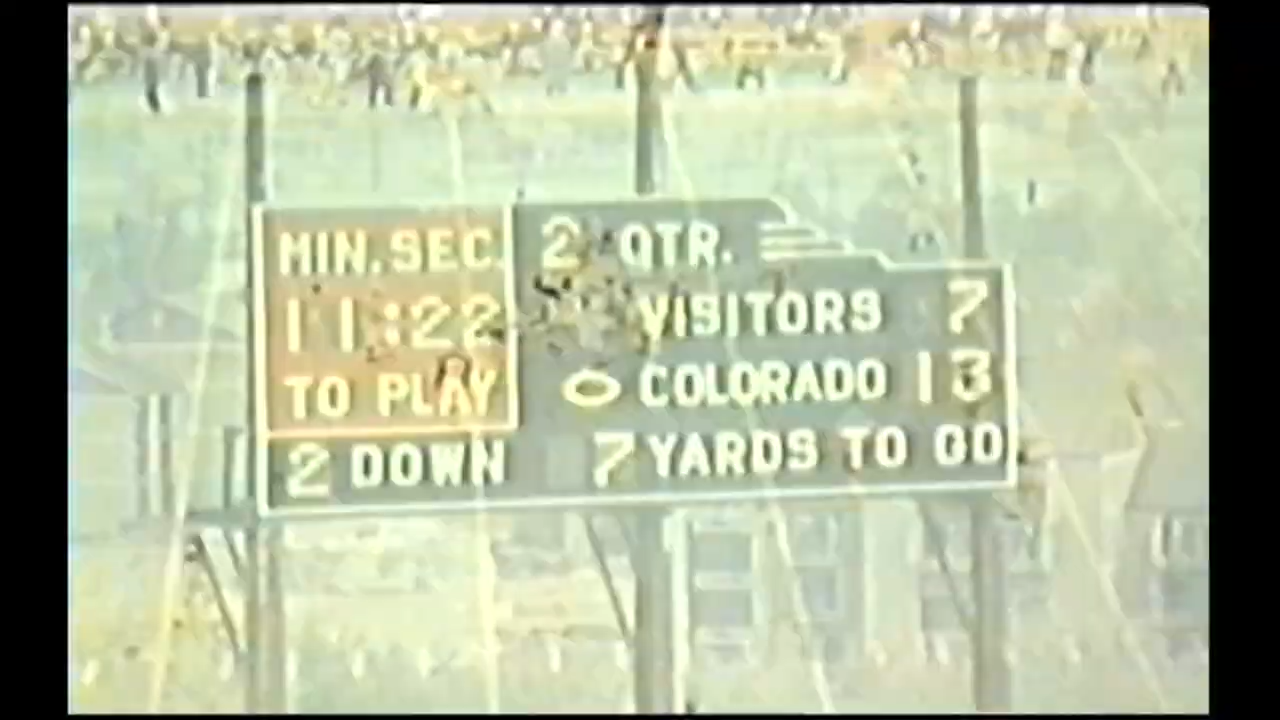 MIN. SEC. 2 QTR.
11:22 VISITORS 7
TO PLAY COLORADO 13
2 DOWN 7 YARDS TO GO